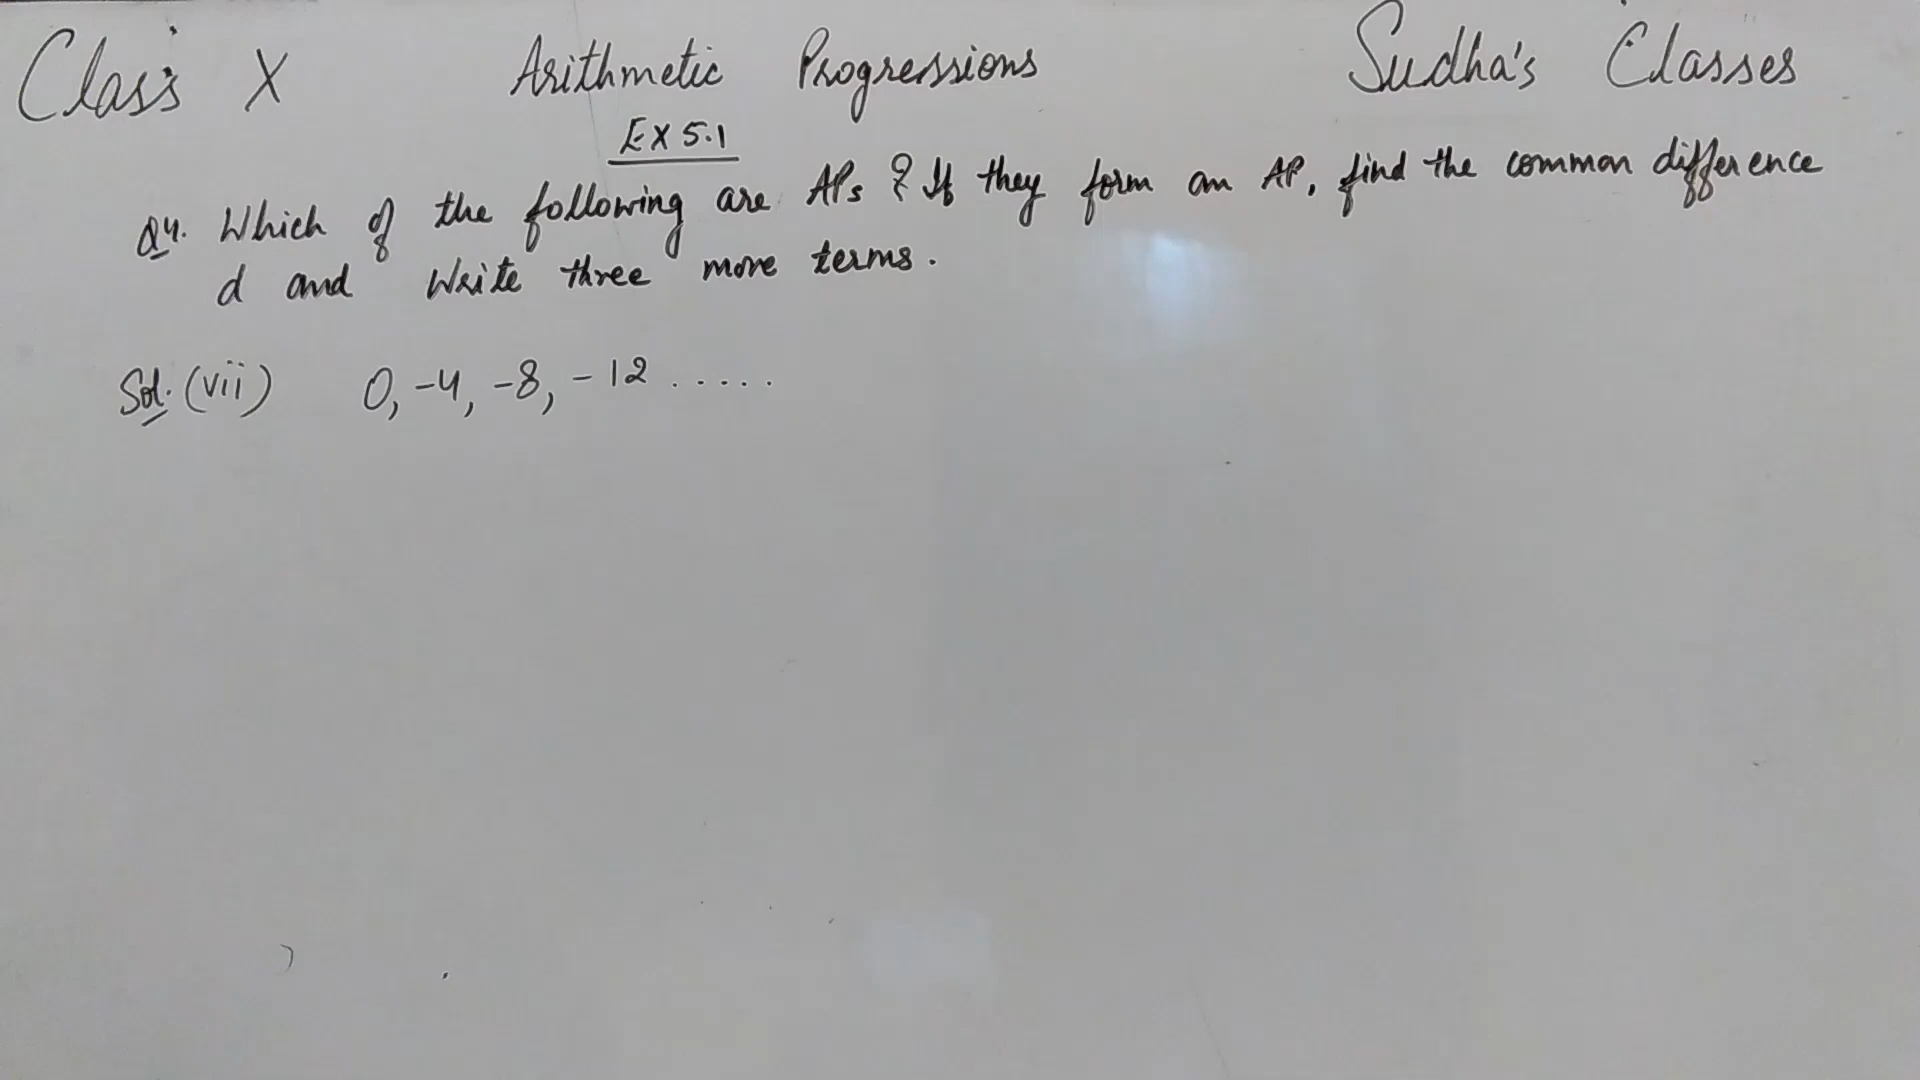 Class X Arithmetic Progressions Sudha's Classes
EX 5.1
Q4. Which of the following are APs ? If they form an AP, find the common difference
d and write three more terms.
Sol. (vii) 0, -4, -8, -12 .....